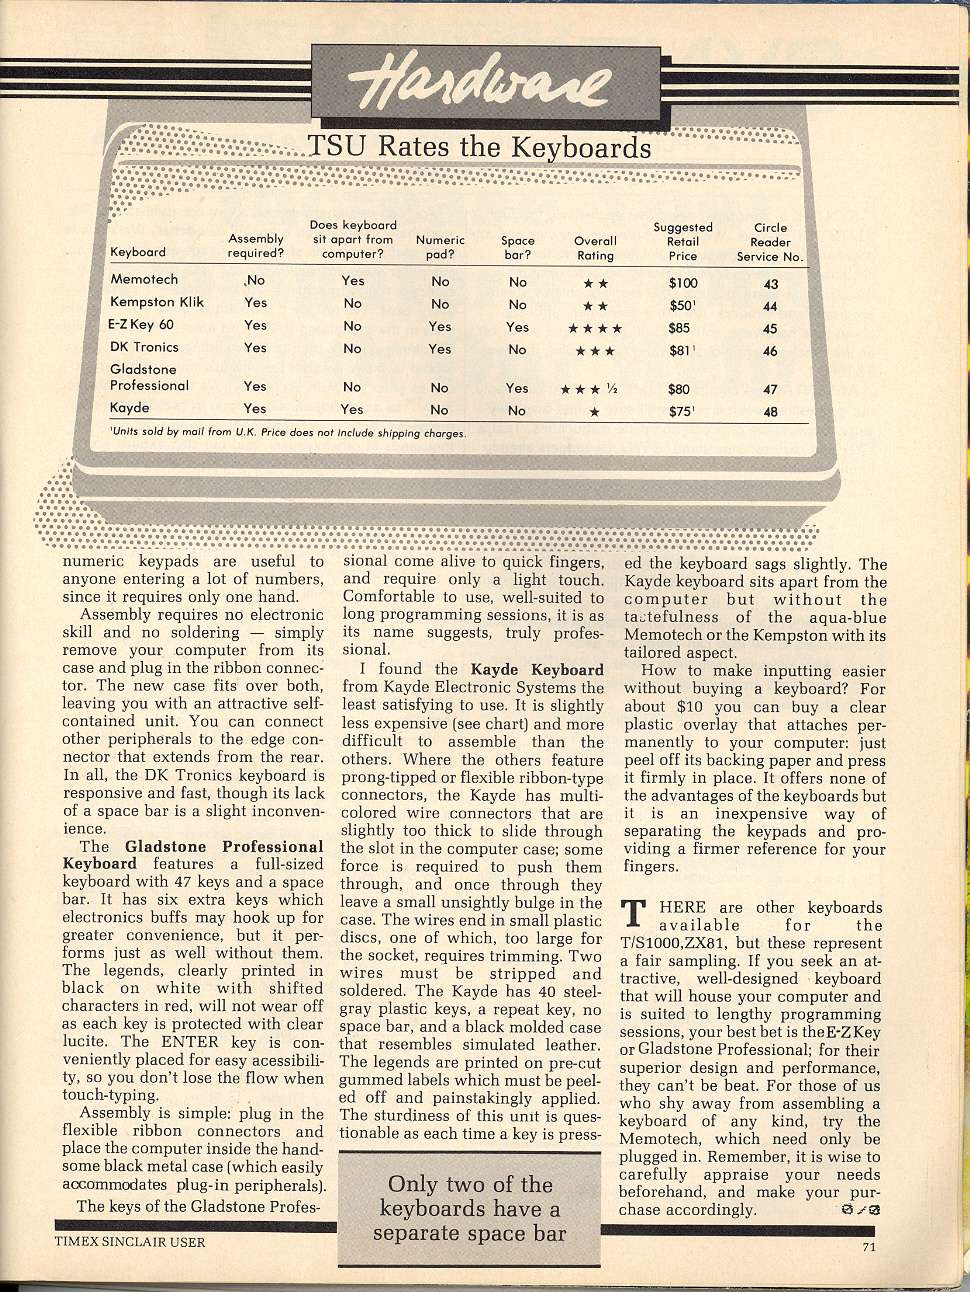 Hardware
TSU Rates the Keyboards
Keyboard Assembly required? Does keyboard sit apart from computer? Numeric pad? Space bar? Overall Rating Suggested Retail Price Circle Reader Service No.
Memotech No Yes No No ★★ $100 43
Kempston Klik Yes No No No ★★ $50¹ 44
E-Z Key 60 Yes No Yes Yes ★★★★ $85 45
DK Tronics Yes No Yes No ★★★ $81¹ 46
Gladstone
Professional Yes No No Yes ★★★½ $80 47
Kayde Yes Yes No No ★ $75¹ 48
¹Units sold by mail from U.K. Price does not include shipping charges.
numeric keypads are useful to
anyone entering a lot of numbers,
since it requires only one hand.
Assembly requires no electronic
skill and no soldering — simply
remove your computer from its
case and plug in the ribbon connec-
tor. The new case fits over both,
leaving you with an attractive self-
contained unit. You can connect
other peripherals to the edge con-
nector that extends from the rear.
In all, the DK Tronics keyboard is
responsive and fast, though its lack
of a space bar is a slight inconven-
ience.
The Gladstone Professional
Keyboard features a full-sized
keyboard with 47 keys and a space
bar. It has six extra keys which
electronics buffs may hook up for
greater convenience, but it per-
forms just as well without them.
The legends, clearly printed in
black on white with shifted
characters in red, will not wear off
as each key is protected with clear
lucite. The ENTER key is con-
veniently placed for easy acessibili-
ty, so you don't lose the flow when
touch-typing.
Assembly is simple: plug in the
flexible ribbon connectors and
place the computer inside the hand-
some black metal case (which easily
accommodates plug-in peripherals).
The keys of the Gladstone Profes-
sional come alive to quick fingers,
and require only a light touch.
Comfortable to use, well-suited to
long programming sessions, it is as
its name suggests, truly profes-
sional.
I found the Kayde Keyboard
from Kayde Electronic Systems the
least satisfying to use. It is slightly
less expensive (see chart) and more
difficult to assemble than the
others. Where the others feature
prong-tipped or flexible ribbon-type
connectors, the Kayde has multi-
colored wire connectors that are
slightly too thick to slide through
the slot in the computer case; some
force is required to push them
through, and once through they
leave a small unsightly bulge in the
case. The wires end in small plastic
discs, one of which, too large for
the socket, requires trimming. Two
wires must be stripped and
soldered. The Kayde has 40 steel-
gray plastic keys, a repeat key, no
space bar, and a black molded case
that resembles simulated leather.
The legends are printed on pre-cut
gummed labels which must be peel-
ed off and painstakingly applied.
The sturdiness of this unit is ques-
tionable as each time a key is press-
Only two of the
keyboards have a
separate space bar
ed the keyboard sags slightly. The
Kayde keyboard sits apart from the
computer but without the
tastefulness of the aqua-blue
Memotech or the Kempston with its
tailored aspect.
How to make inputting easier
without buying a keyboard? For
about $10 you can buy a clear
plastic overlay that attaches per-
manently to your computer: just
peel off its backing paper and press
it firmly in place. It offers none of
the advantages of the keyboards but
it is an inexpensive way of
separating the keypads and pro-
viding a firmer reference for your
fingers.
THERE are other keyboards
available for the
T/S1000,ZX81, but these represent
a fair sampling. If you seek an at-
tractive, well-designed keyboard
that will house your computer and
is suited to lengthy programming
sessions, your best bet is the E-Z Key
or Gladstone Professional; for their
superior design and performance,
they can't be beat. For those of us
who shy away from assembling a
keyboard of any kind, try the
Memotech, which need only be
plugged in. Remember, it is wise to
carefully appraise your needs
beforehand, and make your pur-
chase accordingly.
TIMEX SINCLAIR USER
71